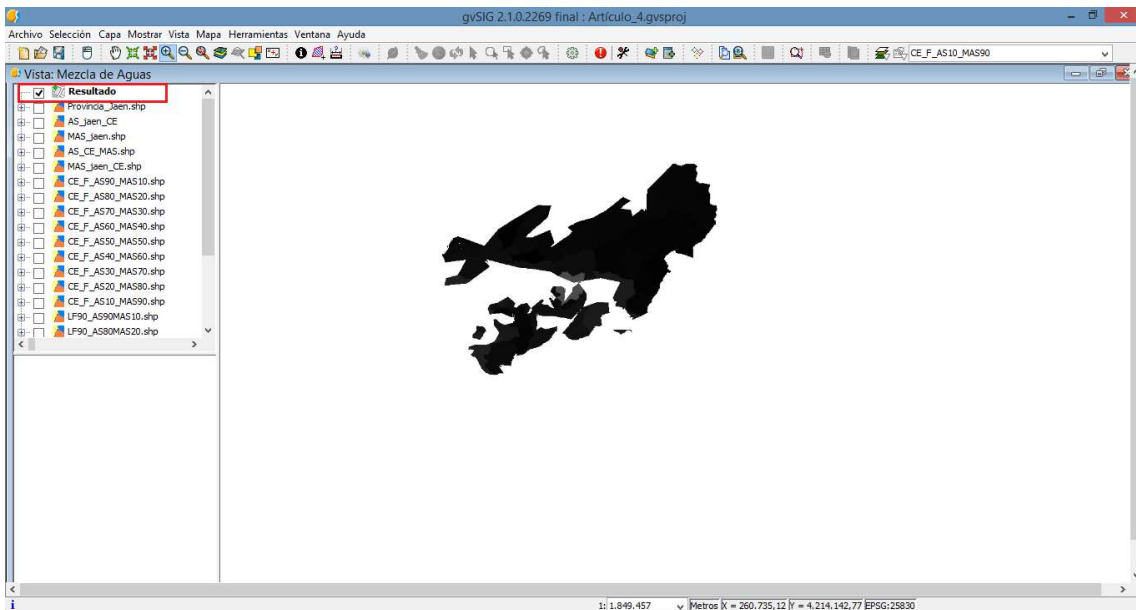 gvSIG 2.1.0.2269 final : Artículo_4.gvsproj
Archivo Selección Capa Mostrar Vista Mapa Herramientas Ventana Ayuda
CE_F_AS10_MAS90
Vista: Mezcla de Aguas
Resultado
Provincia_Jaen.shp
AS_jaen_CE
MAS_jaen.shp
AS_CE_MAS.shp
MAS_jaen_CE.shp
CE_F_AS90_MAS10.shp
CE_F_AS80_MAS20.shp
CE_F_AS70_MAS30.shp
CE_F_AS60_MAS40.shp
CE_F_AS50_MAS50.shp
CE_F_AS40_MAS60.shp
CE_F_AS30_MAS70.shp
CE_F_AS20_MAS80.shp
CE_F_AS10_MAS90.shp
LF90_AS90MAS10.shp
LF90_AS80MAS20.shp
1: 1.849.457 Metros X = 260.735,12 Y = 4.214.142,77 EPSG:25830